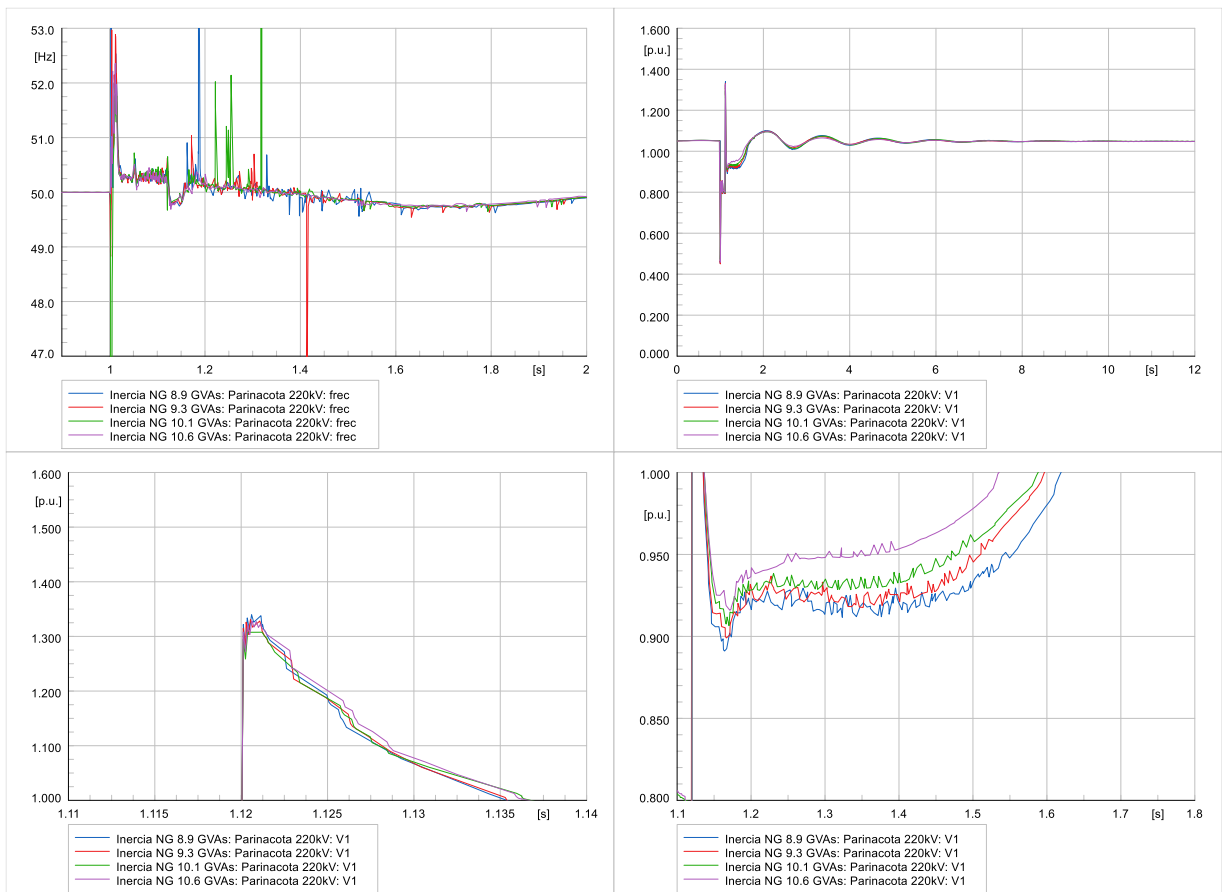 53.0
[Hz]
52.0
51.0
50.0
49.0
48.0
47.0
1 1.2 1.4 1.6 1.8 [s] 2
Inercia NG 8.9 GVAs: Parinacota 220kV: frec
Inercia NG 9.3 GVAs: Parinacota 220kV: frec
Inercia NG 10.1 GVAs: Parinacota 220kV: frec
Inercia NG 10.6 GVAs: Parinacota 220kV: frec
1.600
[p.u.]
1.400
1.200
1.000
0.800
0.600
0.400
0.200
0.000
0 2 4 6 8 10 [s] 12
Inercia NG 8.9 GVAs: Parinacota 220kV: V1
Inercia NG 9.3 GVAs: Parinacota 220kV: V1
Inercia NG 10.1 GVAs: Parinacota 220kV: V1
Inercia NG 10.6 GVAs: Parinacota 220kV: V1
1.600
[p.u.]
1.500
1.400
1.300
1.200
1.100
1.000
1.11 1.115 1.12 1.125 1.13 1.135 [s] 1.14
Inercia NG 8.9 GVAs: Parinacota 220kV: V1
Inercia NG 9.3 GVAs: Parinacota 220kV: V1
Inercia NG 10.1 GVAs: Parinacota 220kV: V1
Inercia NG 10.6 GVAs: Parinacota 220kV: V1
1.000
[p.u.]
0.950
0.900
0.850
0.800
1.1 1.2 1.3 1.4 1.5 1.6 1.7 [s] 1.8
Inercia NG 8.9 GVAs: Parinacota 220kV: V1
Inercia NG 9.3 GVAs: Parinacota 220kV: V1
Inercia NG 10.1 GVAs: Parinacota 220kV: V1
Inercia NG 10.6 GVAs: Parinacota 220kV: V1